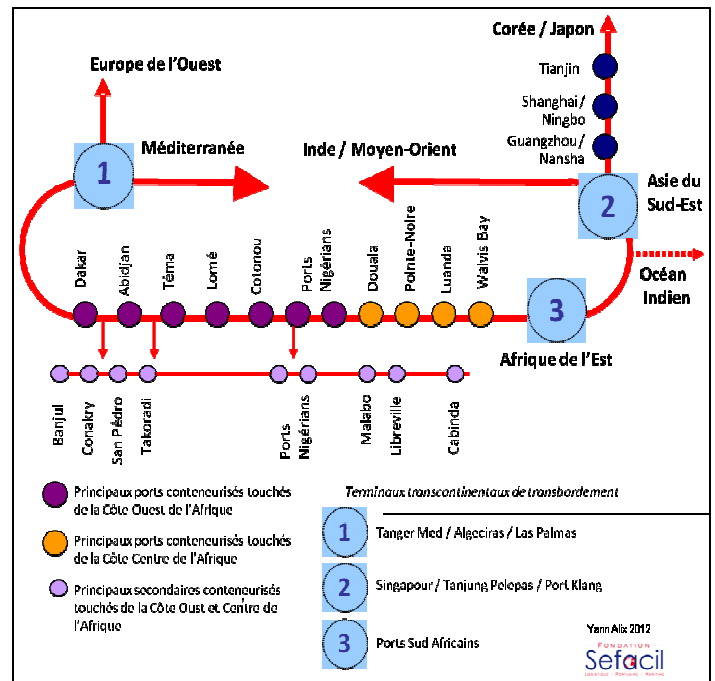 Corée / Japon
Europe de l'Ouest
Tianjin
Shanghai /
Ningbo
Guangzhou /
Nansha
Méditerranée
Inde / Moyen-Orient
1
2
Asie du
Sud-Est
Dakar
Abidjan
Téma
Lomé
Cotonou
Ports
Nigérians
Douala
Pointe-Noire
Luanda
Walvis Bay
Océan
Indien
3
Afrique de l'Est
Banjul
Conakry
San Pédro
Takoradi
Ports
Nigérians
Malabo
Libreville
Cabinda
Principaux ports conteneurisés touchés
de la Côte Ouest de l'Afrique
Principaux ports conteneurisés touchés
de la Côte Centre de l'Afrique
Principaux secondaires conteneurisés
touchés de la Côte Oust et Centre de
l'Afrique
Terminaux transcontinentaux de transbordement
1
Tanger Med / Algeciras / Las Palmas
2
Singapour / Tanjung Pelepas / Port Klang
3
Ports Sud Africains
Yann Alix 2012
FONDATION
Sefacil
LOGISTIQUE - PORTUAIRE - MARITIME